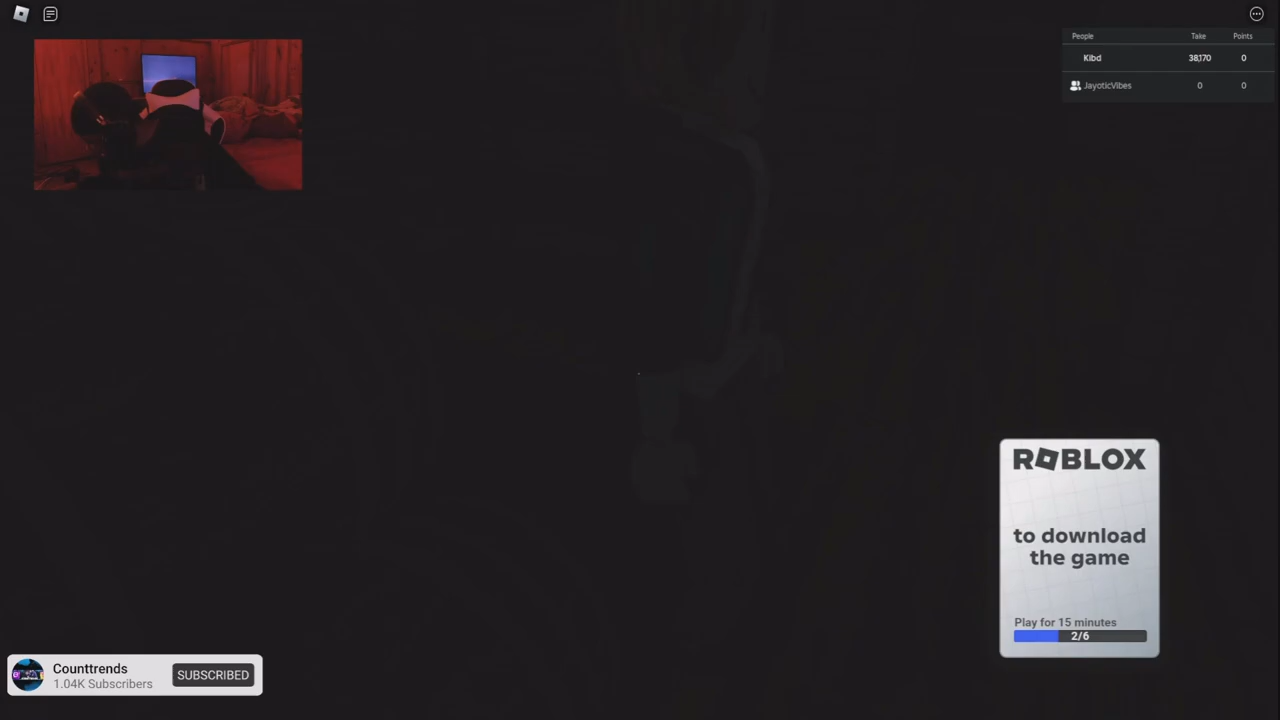 People Take Points
Kibd 38,170 0
JayoticVibes 0 0
ROBLOX
to download
the game
Play for 15 minutes
2/6
Counttrends
1.04K Subscribers
SUBSCRIBED